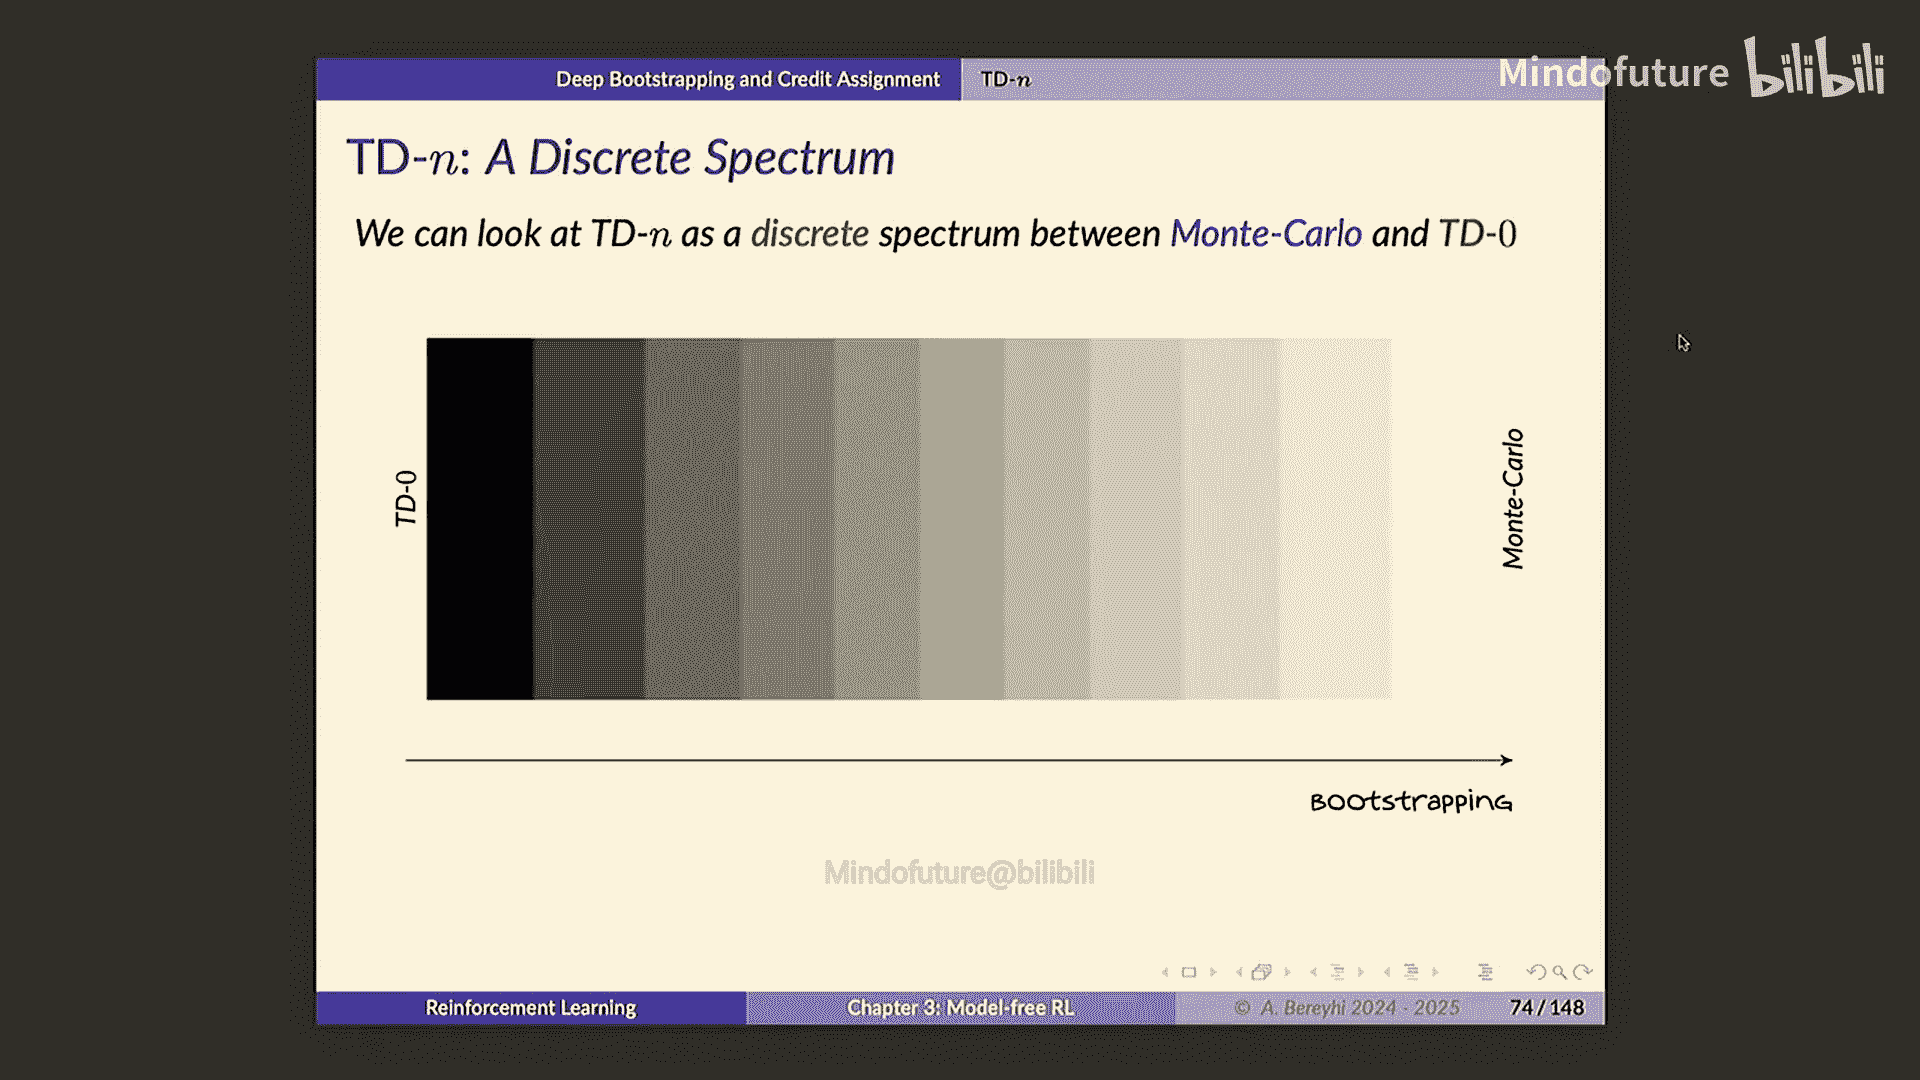 Deep Bootstrapping and Credit Assignment TD-n
Mindofuture bilibili
TD-n: A Discrete Spectrum
We can look at TD-n as a discrete spectrum between Monte-Carlo and TD-0
TD-0
Monte-Carlo
Bootstrapping
Mindofuture@bilibili
Reinforcement Learning Chapter 3: Model-free RL © A. Bereyhi 2024 - 2025 74 / 148